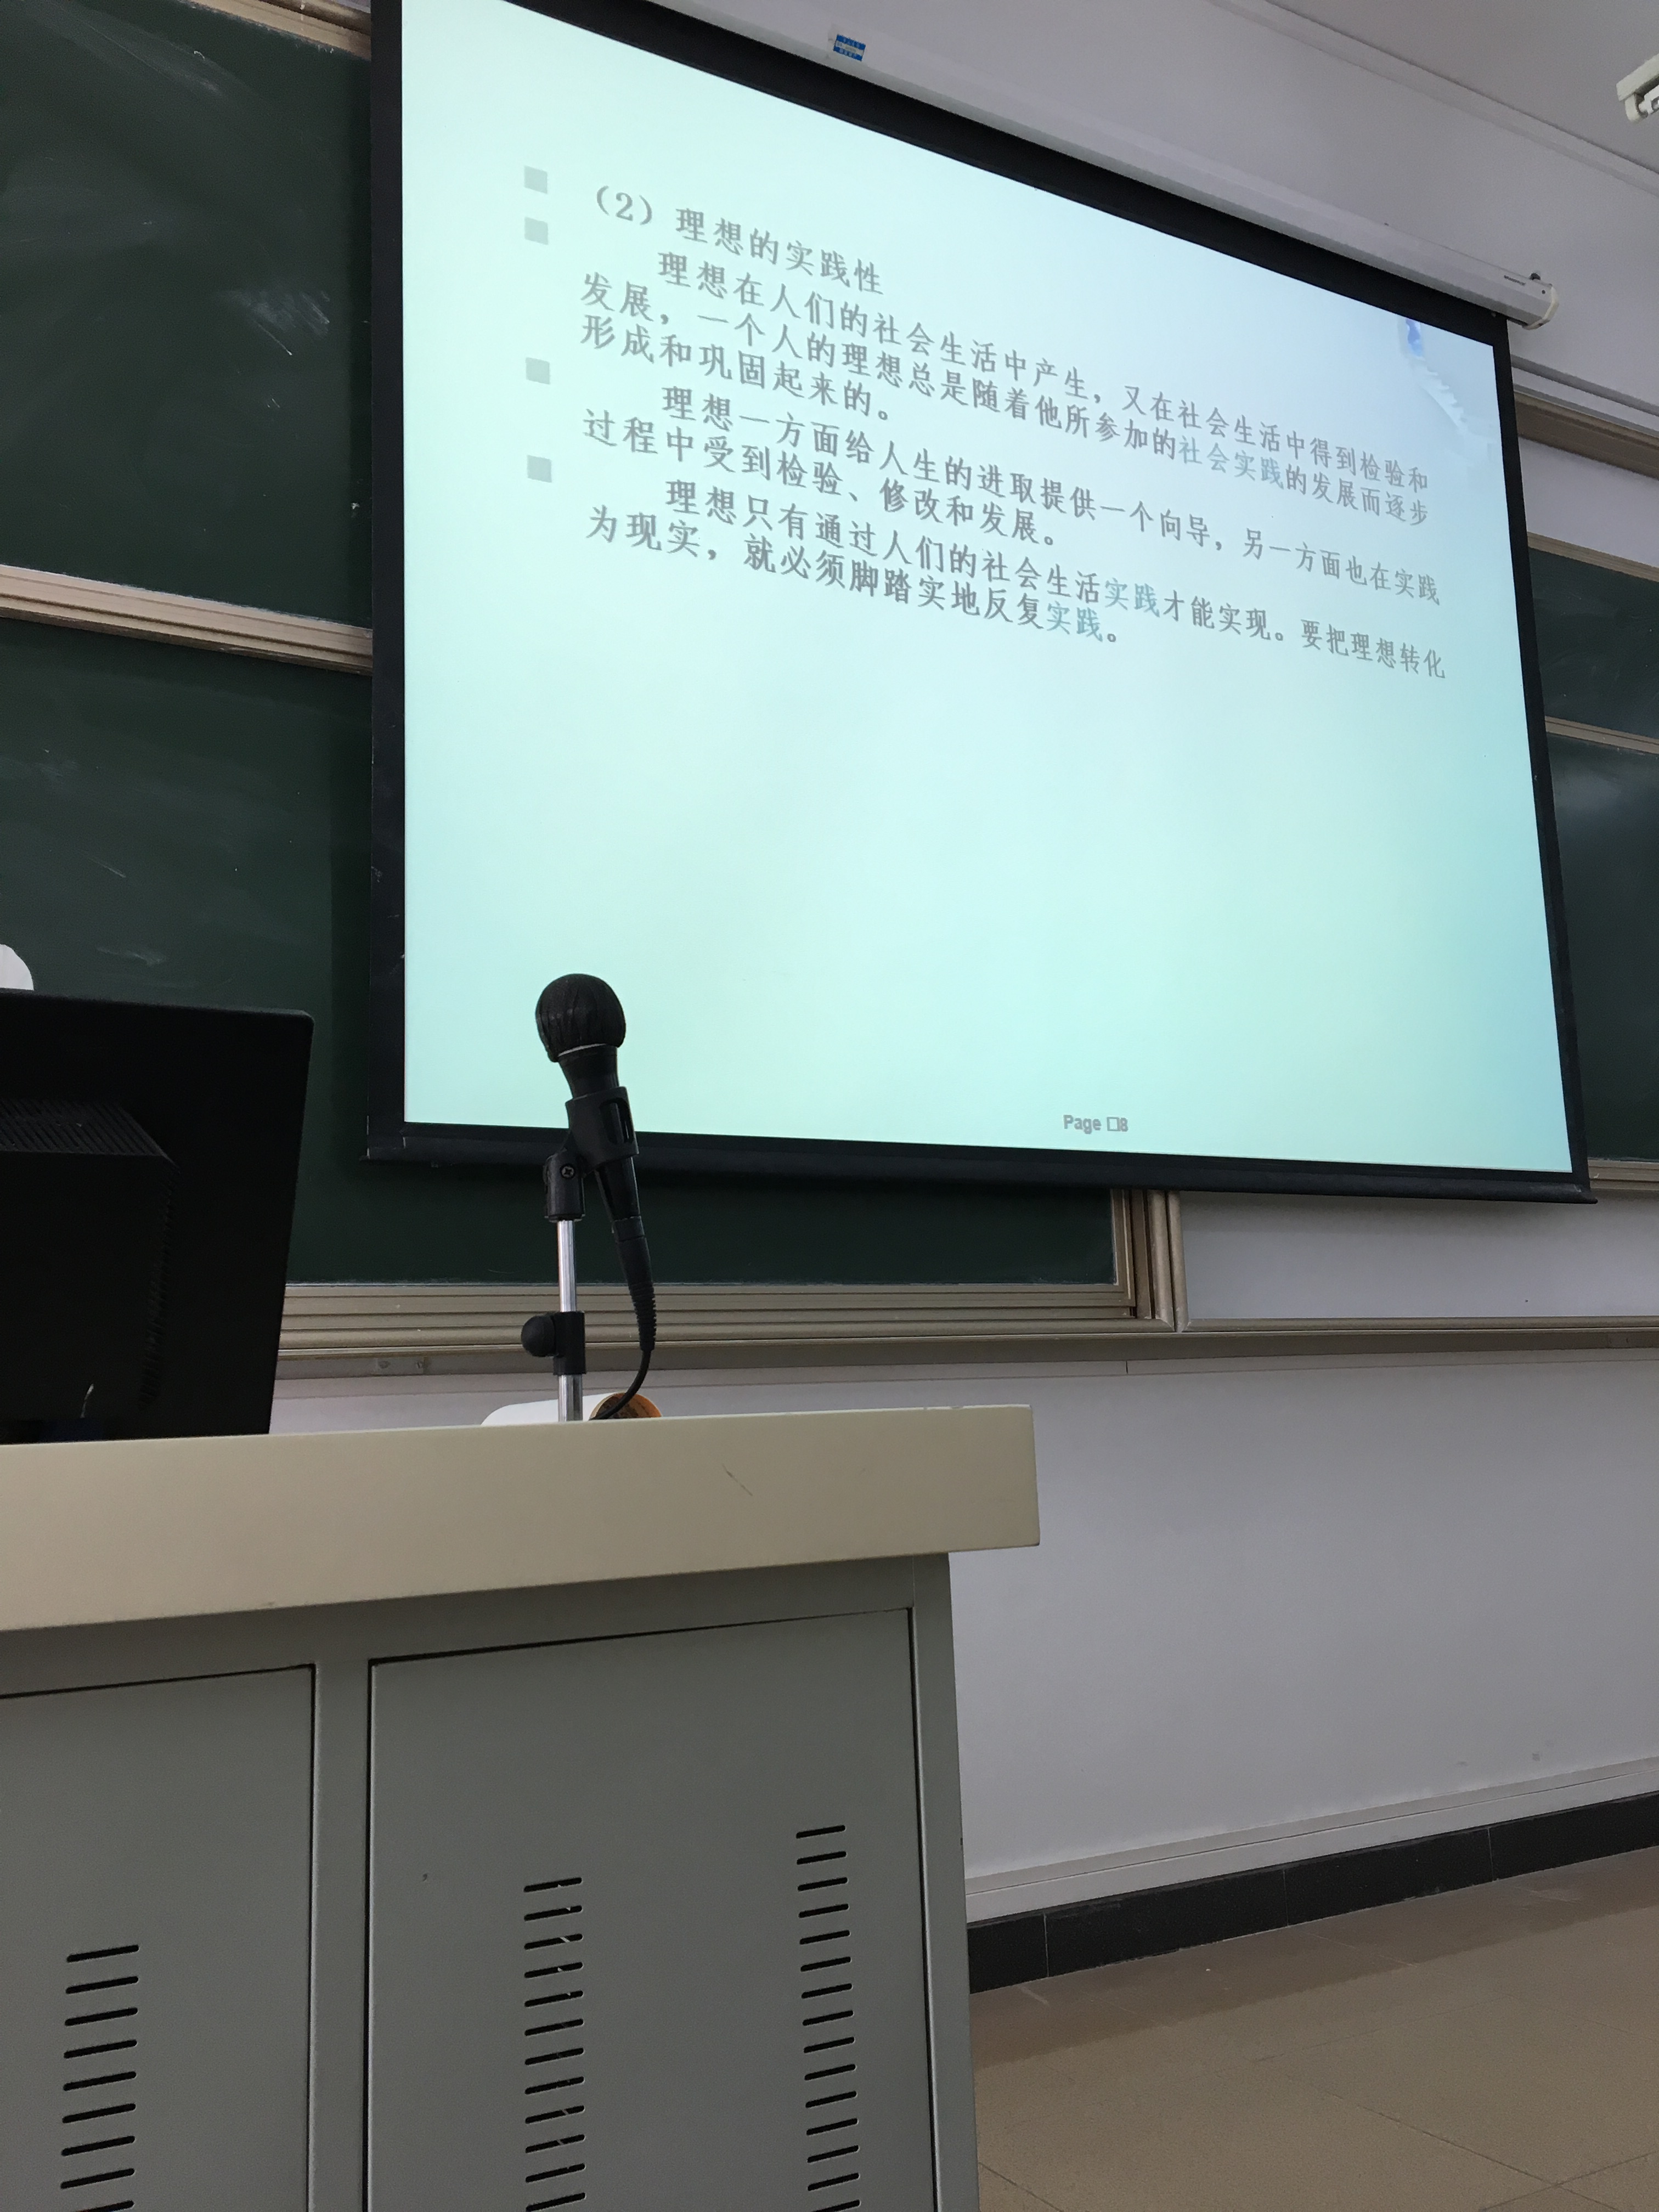 （2）理想的实践性
理想在人们的社会生活中产生，又在社会生活中得到检验和
发展，一个人的理想总是随着他所参加的社会实践的发展而逐步
形成和巩固起来的。
理想一方面给人生的进取提供一个向导，另一方面也在实践
过程中受到检验、修改和发展。
理想只有通过人们的社会生活实践才能实现。要把理想转化
为现实，就必须脚踏实地反复实践。
Page □8